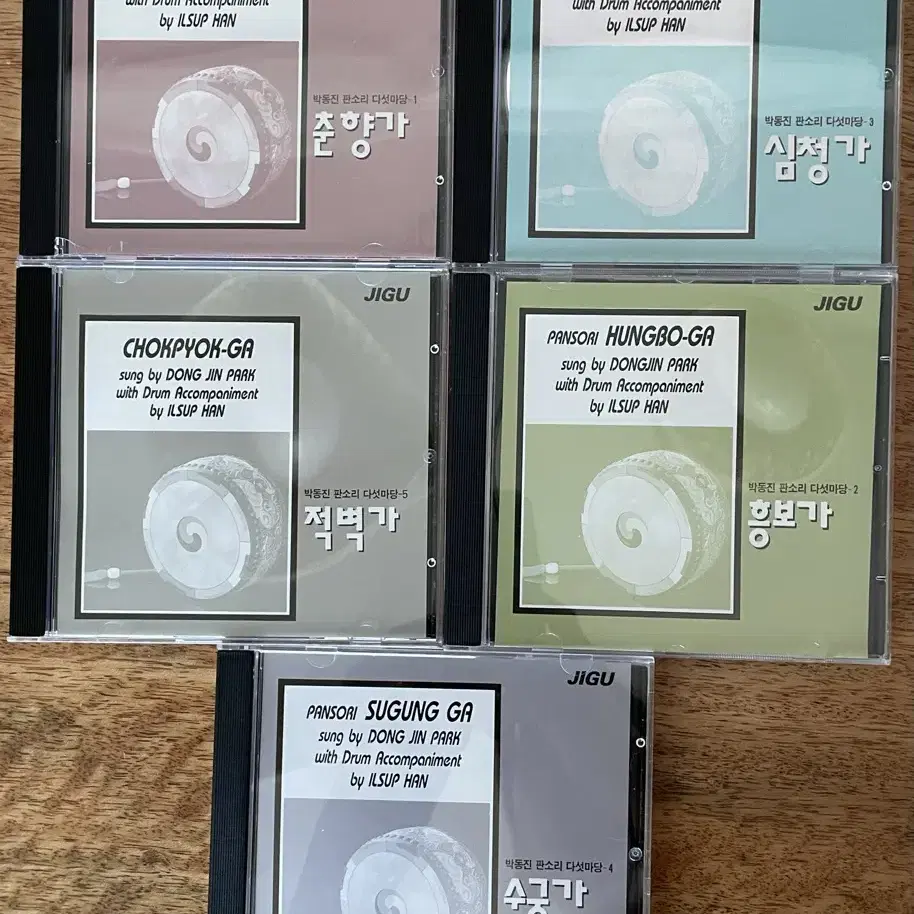 with Drum Accompaniment
by ILSUP HAN
박동진 판소리 다섯마당-1
춘향가
with Drum Accompaniment
by ILSUP HAN
박동진 판소리 다섯마당-3
심청가
JIGU
CHOKPYOK-GA
sung by DONG JIN PARK
with Drum Accompaniment
by ILSUP HAN
박동진 판소리 다섯마당-5
적벽가
JIGU
PANSORI HUNGBO-GA
sung by DONGJIN PARK
with Drum Accompaniment
by ILSUP HAN
박동진 판소리 다섯마당-2
흥보가
JIGU
PANSORI SUGUNG GA
sung by DONG JIN PARK
with Drum Accompaniment
by ILSUP HAN
박동진 판소리 다섯마당-4
수궁가